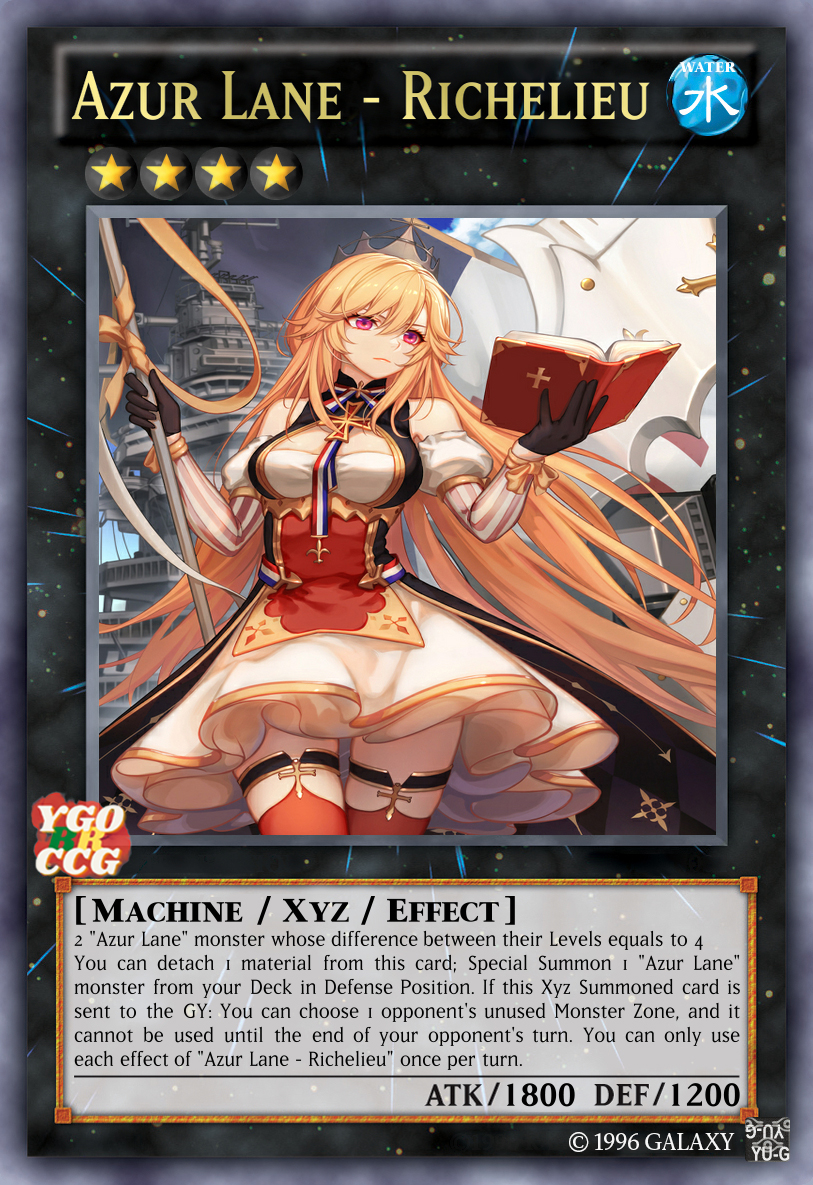 Azur Lane - Richelieu
WATER
水
YGO
RR
CCG
[ Machine / Xyz / Effect ]
2 "Azur Lane" monster whose difference between their Levels equals to 4
You can detach 1 material from this card; Special Summon 1 "Azur Lane"
monster from your Deck in Defense Position. If this Xyz Summoned card is
sent to the GY: You can choose 1 opponent's unused Monster Zone, and it
cannot be used until the end of your opponent's turn. You can only use
each effect of "Azur Lane - Richelieu" once per turn.
ATK/1800 DEF/1200
© 1996 GALAXY
YU-G